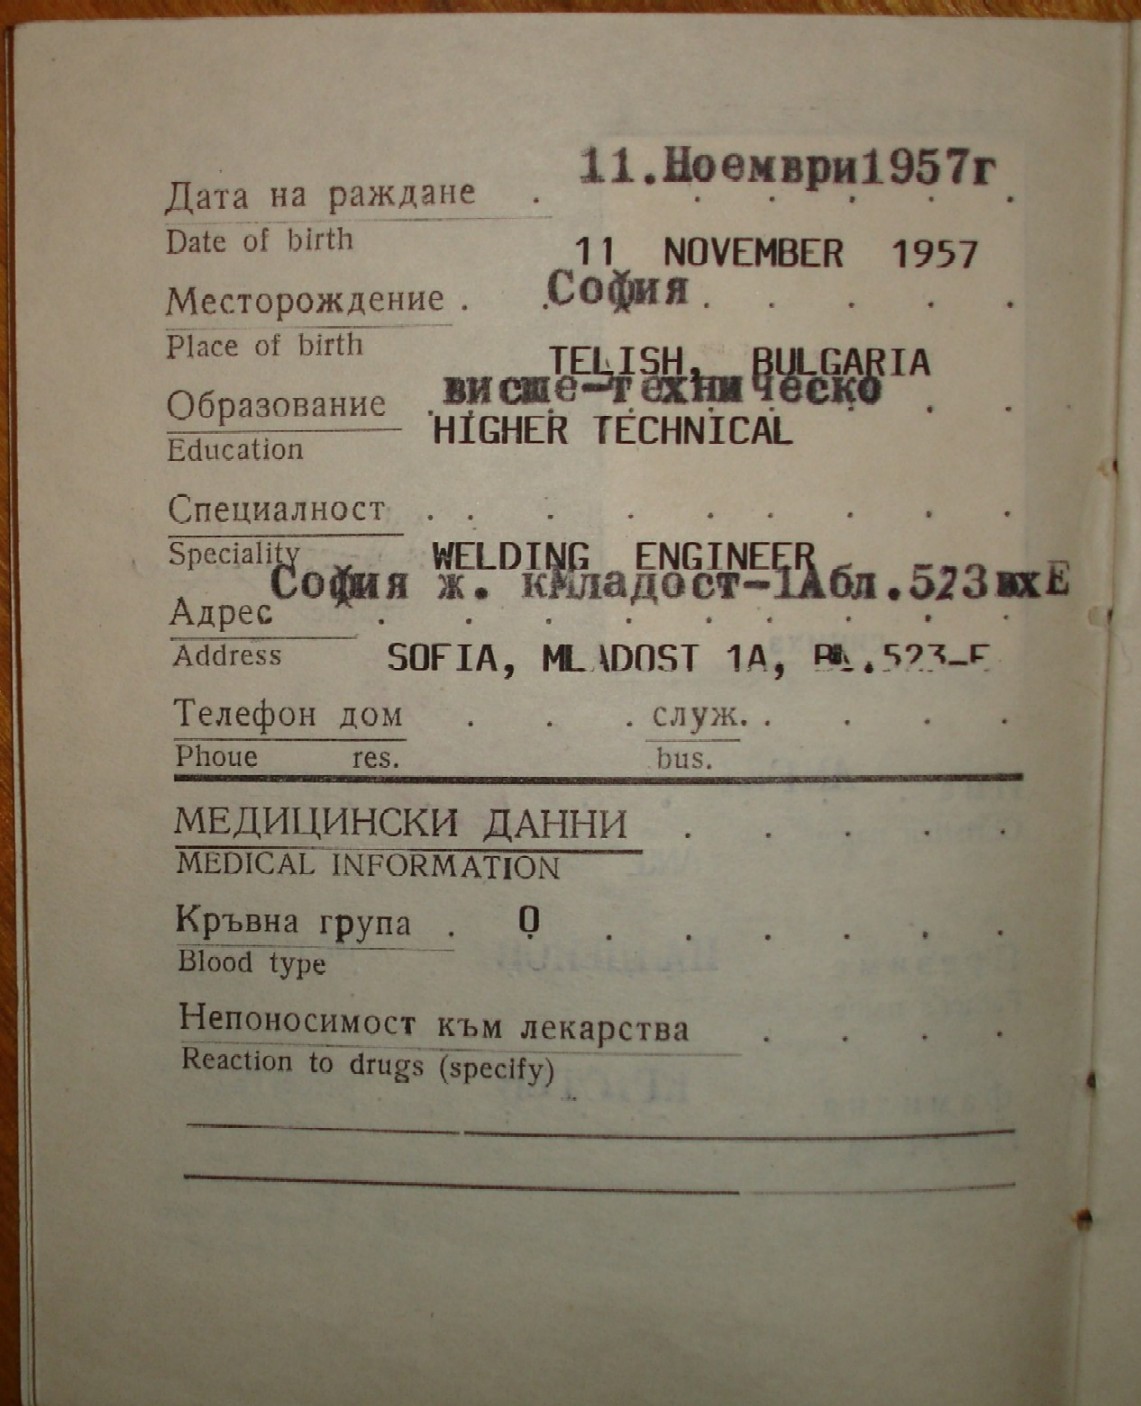 11.Ноември1957г
Дата на раждане
Date of birth
11 NOVEMBER 1957
Месторождение . .София
Place of birth
TELISH, BULGARIA
Образование висше-техническо
HIGHER TECHNICAL
Education
Специалност
Speciality WELDING ENGINEER
София ж. кМладост-1Абл.523вхЕ
Адрес
Address SOFIA, MLADOST 1A, .523-E
Телефон дом служ.
Phoue res. bus.
МЕДИЦИНСКИ ДАННИ
MEDICAL INFORMATION
Кръвна група . 0
Blood type
Непоносимост към лекарства
Reaction to drugs (specify)